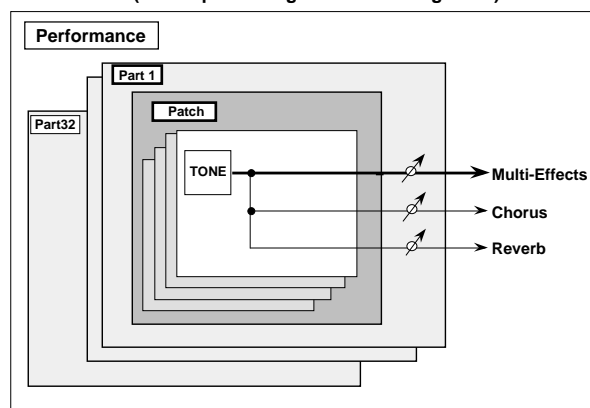 Performance
Part 1
Patch
Part32
TONE
Multi-Effects
Chorus
Reverb